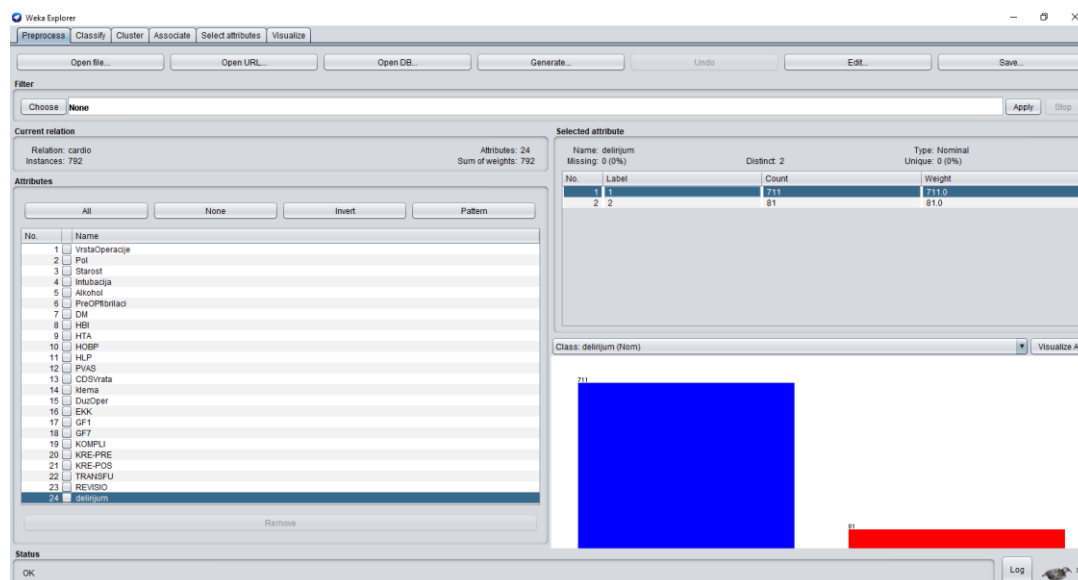 Weka Explorer
Preprocess Classify Cluster Associate Select attributes Visualize
Open file... Open URL... Open DB... Generate... Undo Edit... Save...
Filter
Choose None Apply Stop
Current relation
Relation: cardio Attributes: 24
Instances: 792 Sum of weights: 792
Attributes
All None Invert Pattern
No. Name
1 VrstaOperacije
2 Pol
3 Starost
4 Intubacija
5 Alkohol
6 PreOPfibrilaci
7 DM
8 HBI
9 HTA
10 HOBP
11 HLP
12 PVAS
13 CDSVrata
14 klema
15 DuzOper
16 EKK
17 GF1
18 GF7
19 KOMPLI
20 KRE-PRE
21 KRE-POS
22 TRANSFU
23 REVISIO
24 delirijum
Remove
Selected attribute
Name: delirijum Type: Nominal
Missing: 0 (0%) Distinct: 2 Unique: 0 (0%)
No. Label Count Weight
1 1 711 711.0
2 2 81 81.0
Class: delirijum (Nom) Visualize A
711
81
Status
OK Log